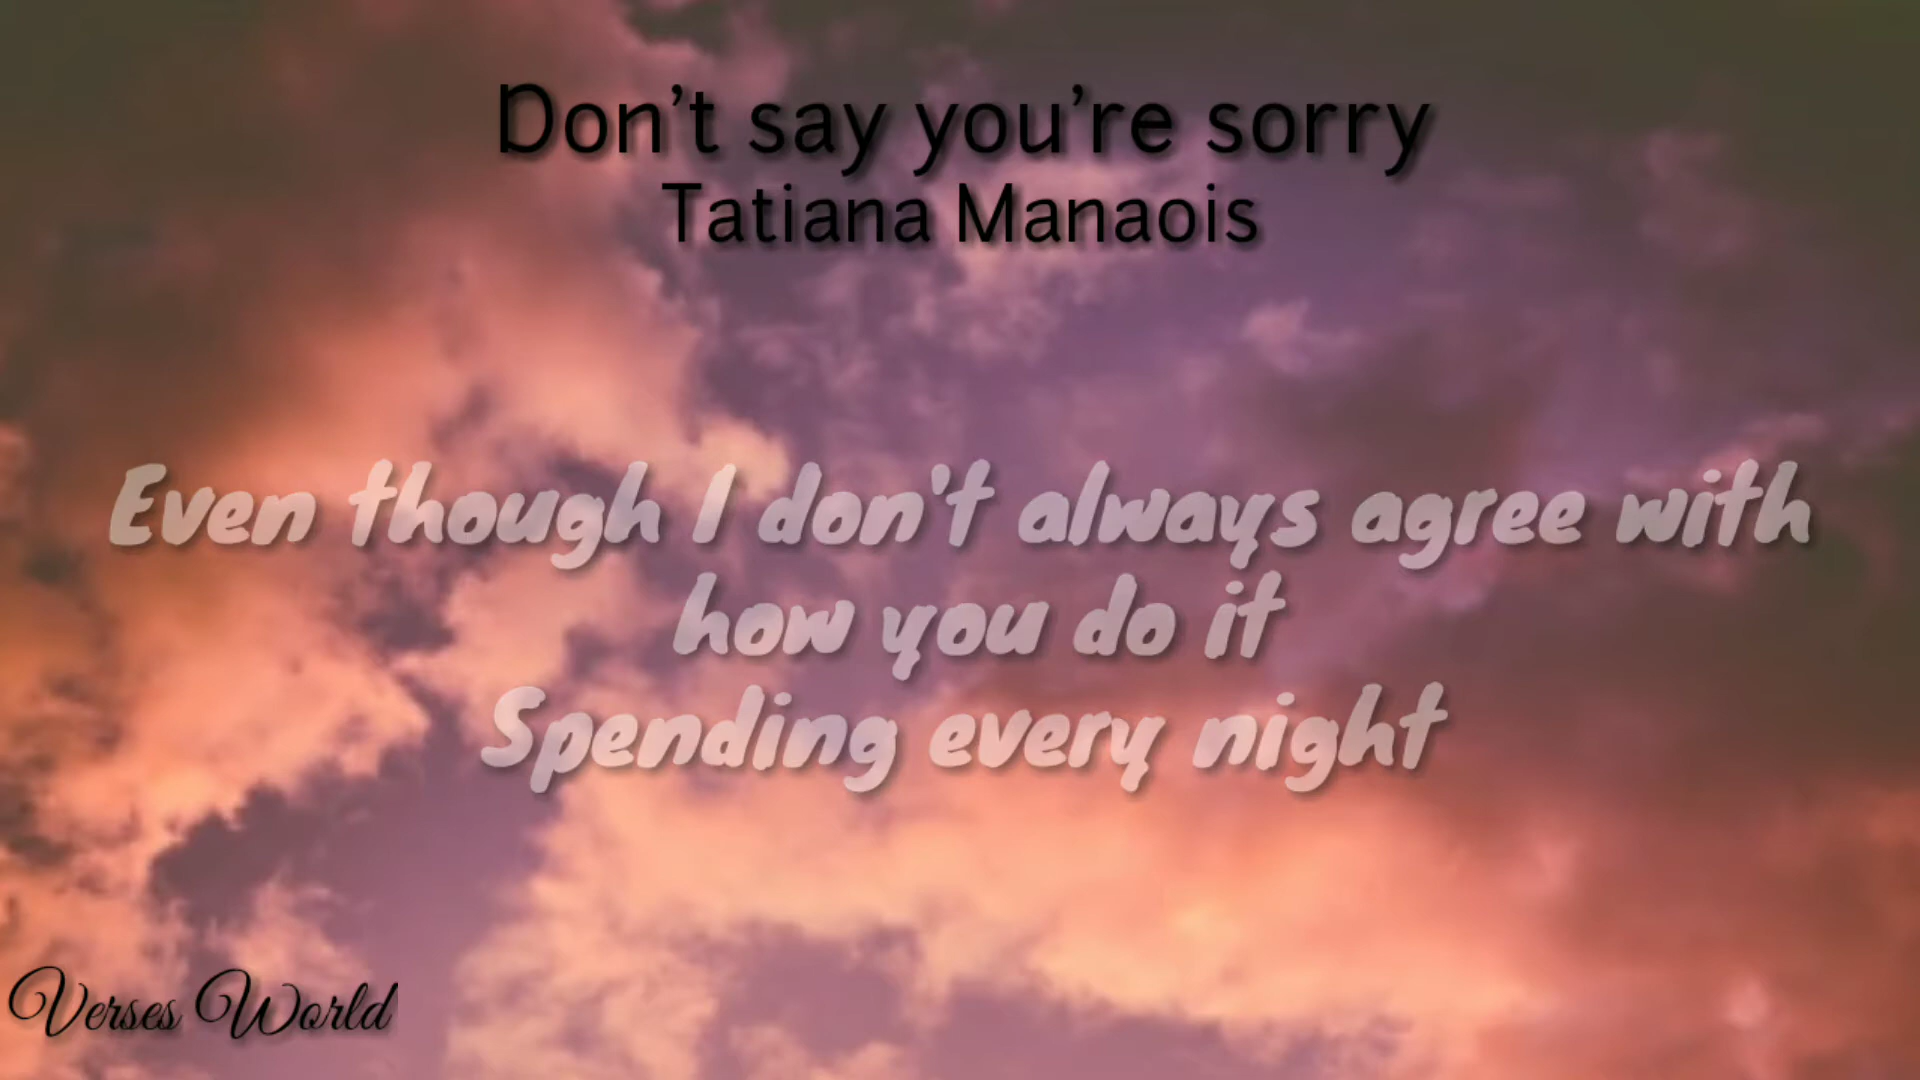 Don’t say you’re sorry
Tatiana Manaois
Even though I don't always agree with
how you do it
Spending every night
Verses World